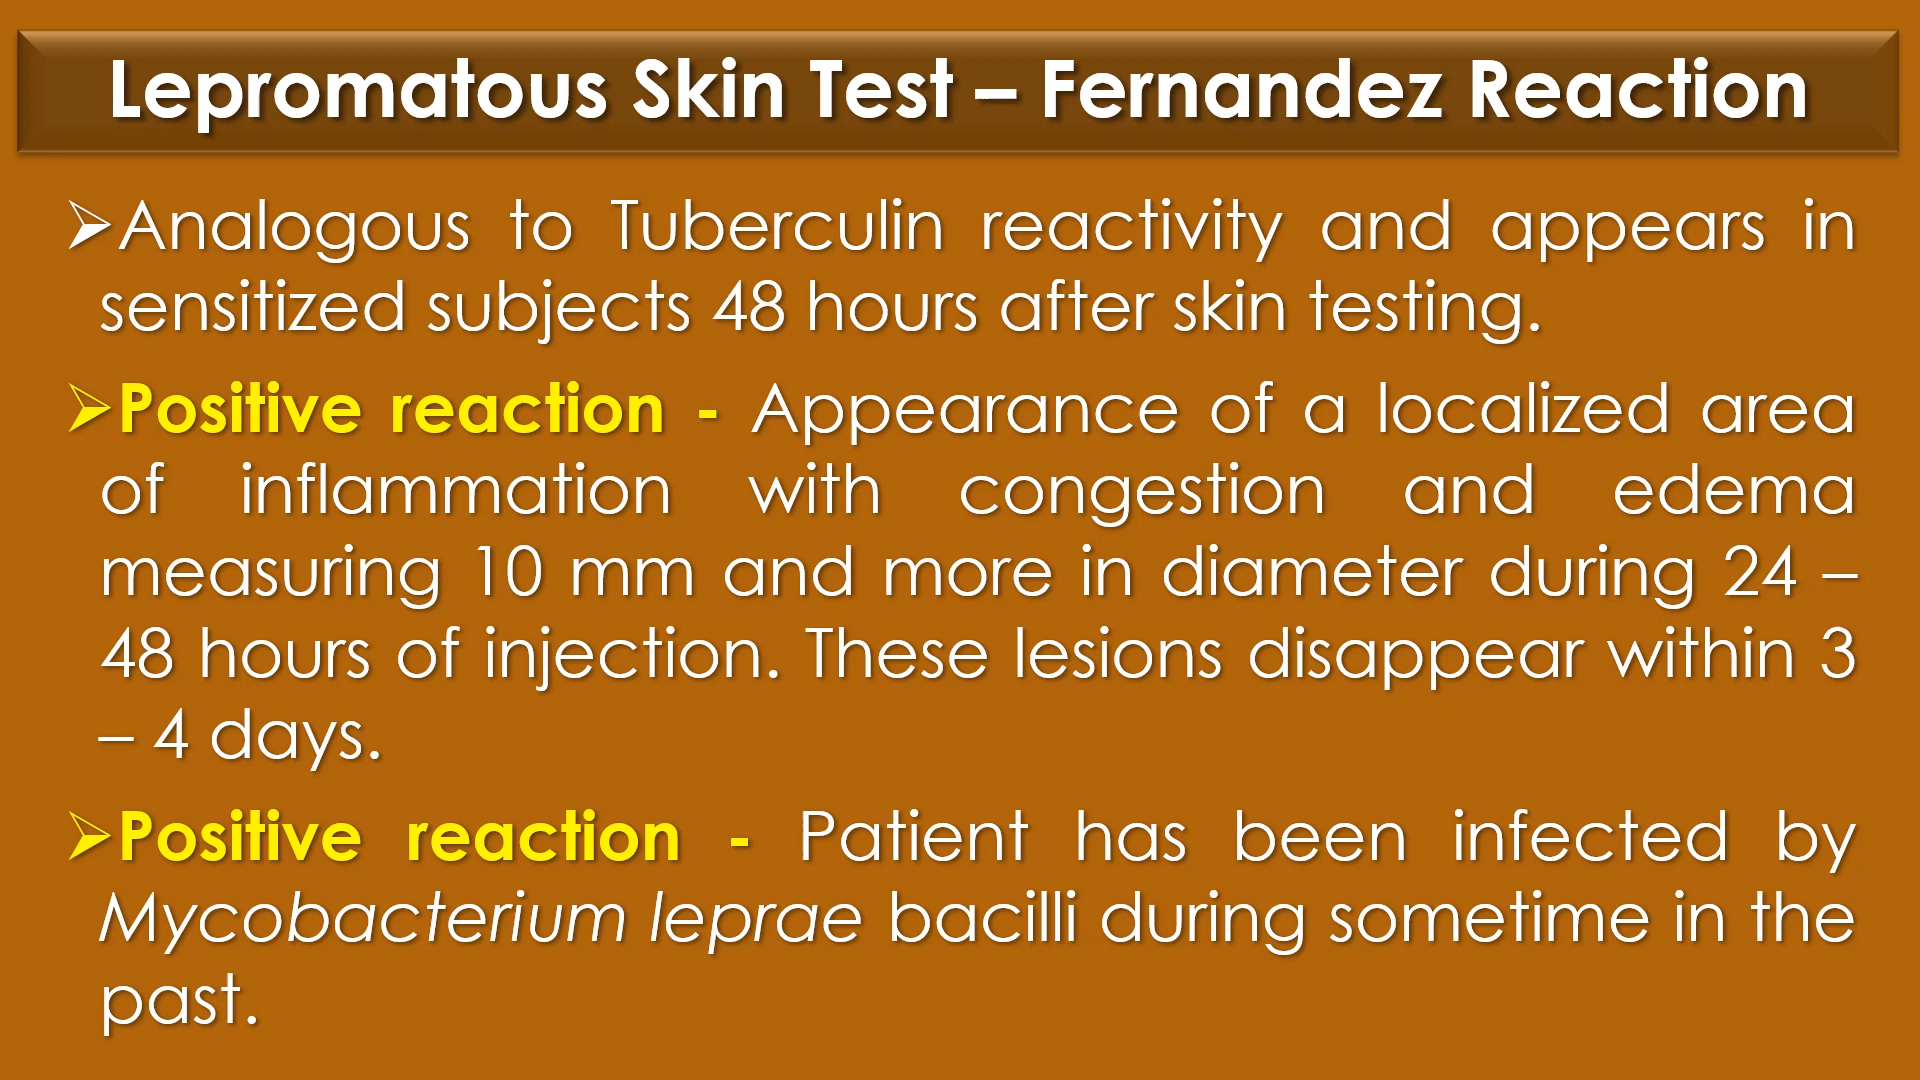 Lepromatous Skin Test – Fernandez Reaction
➢Analogous to Tuberculin reactivity and appears in
sensitized subjects 48 hours after skin testing.
➢Positive reaction - Appearance of a localized area
of inflammation with congestion and edema
measuring 10 mm and more in diameter during 24 –
48 hours of injection. These lesions disappear within 3
– 4 days.
➢Positive reaction - Patient has been infected by
Mycobacterium leprae bacilli during sometime in the
past.